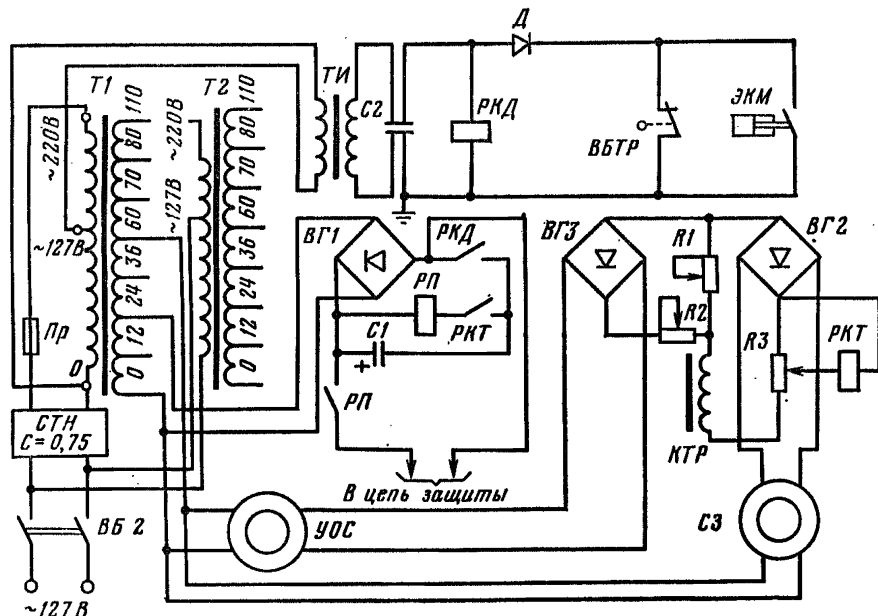 Т1
~220В
~127В
110
80
70
60
36
24
12
0
0
Т2
~220В
~127В
110
80
70
60
36
24
12
0
ТИ
С2
РКД
Д
ВБТР
ЭКМ
ВГ1
РКД
РП
РКТ
С1
+
РП
В цепь защиты
ВГ3
R1
R2
ВГ2
R3
РКТ
КТР
Пр
СТН
С=0,75
ВБ 2
~127В
УОС
СЗ